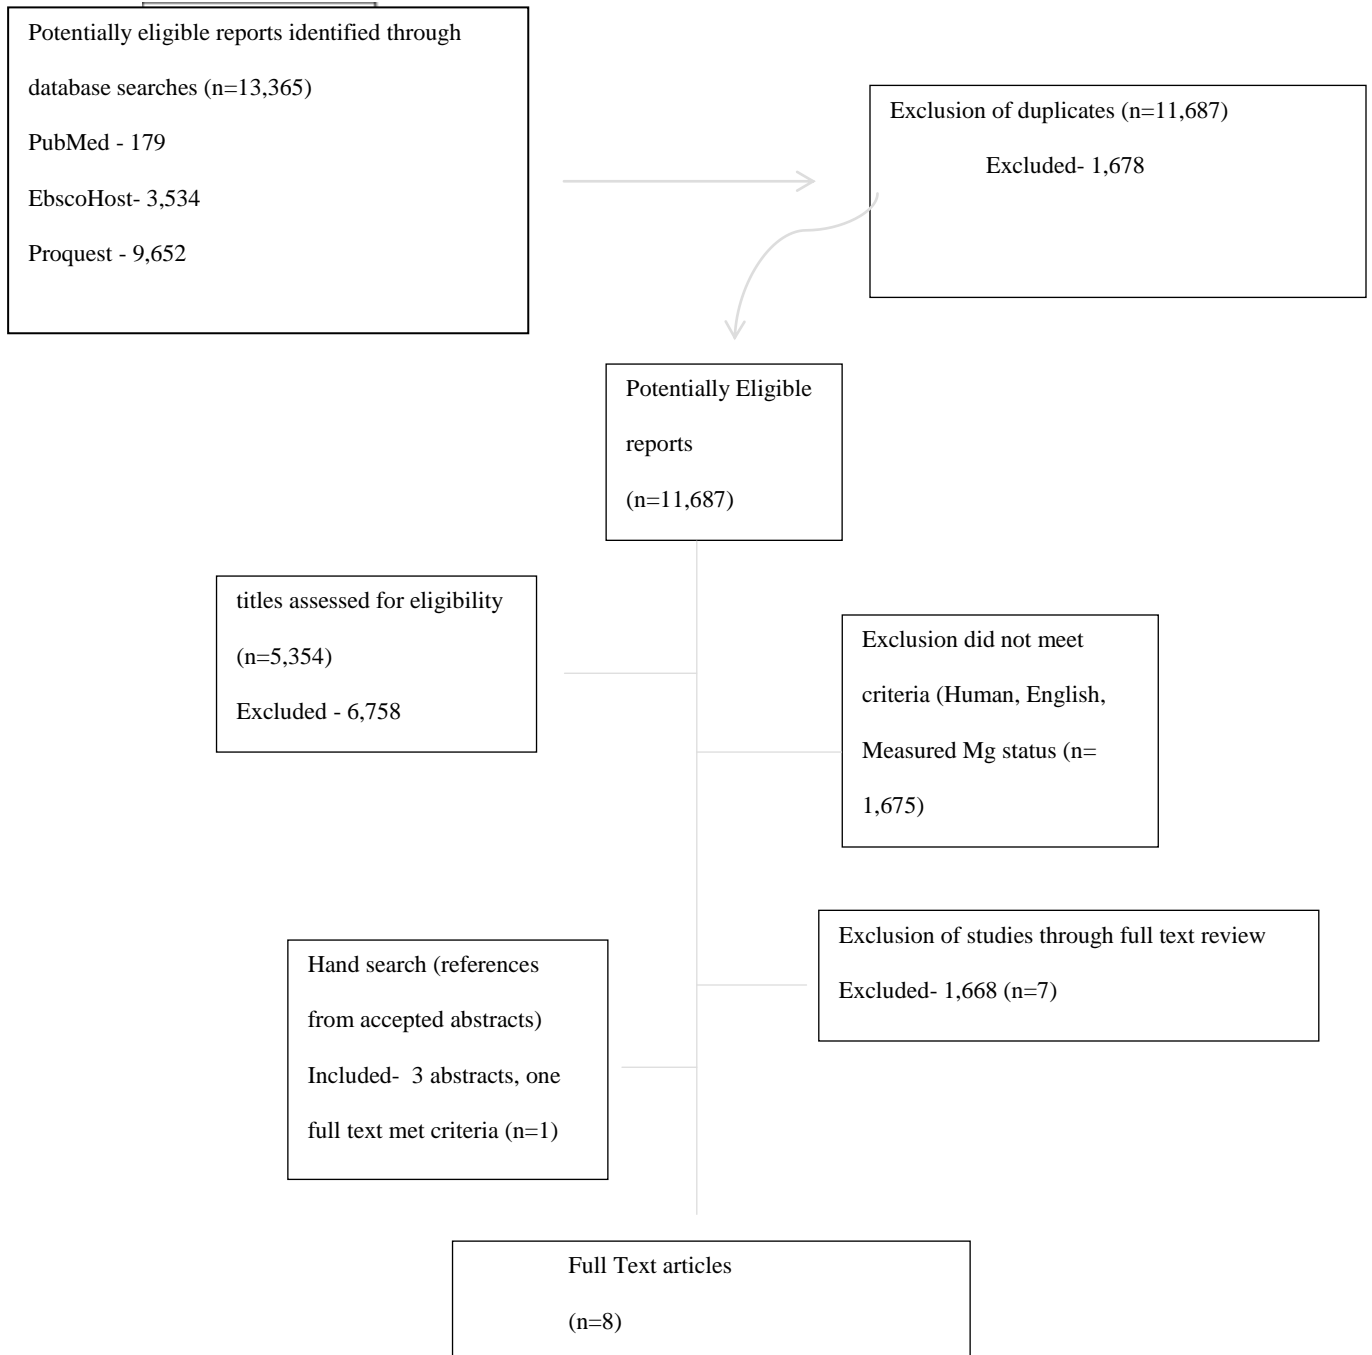 Potentially eligible reports identified through
database searches (n=13,365)
PubMed - 179
EbscoHost- 3,534
Proquest - 9,652
Exclusion of duplicates (n=11,687)
Excluded- 1,678
Potentially Eligible
reports
(n=11,687)
titles assessed for eligibility
(n=5,354)
Excluded - 6,758
Exclusion did not meet
criteria (Human, English,
Measured Mg status (n=
1,675)
Exclusion of studies through full text review
Excluded- 1,668 (n=7)
Hand search (references
from accepted abstracts)
Included-  3 abstracts, one
full text met criteria (n=1)
Full Text articles
(n=8)